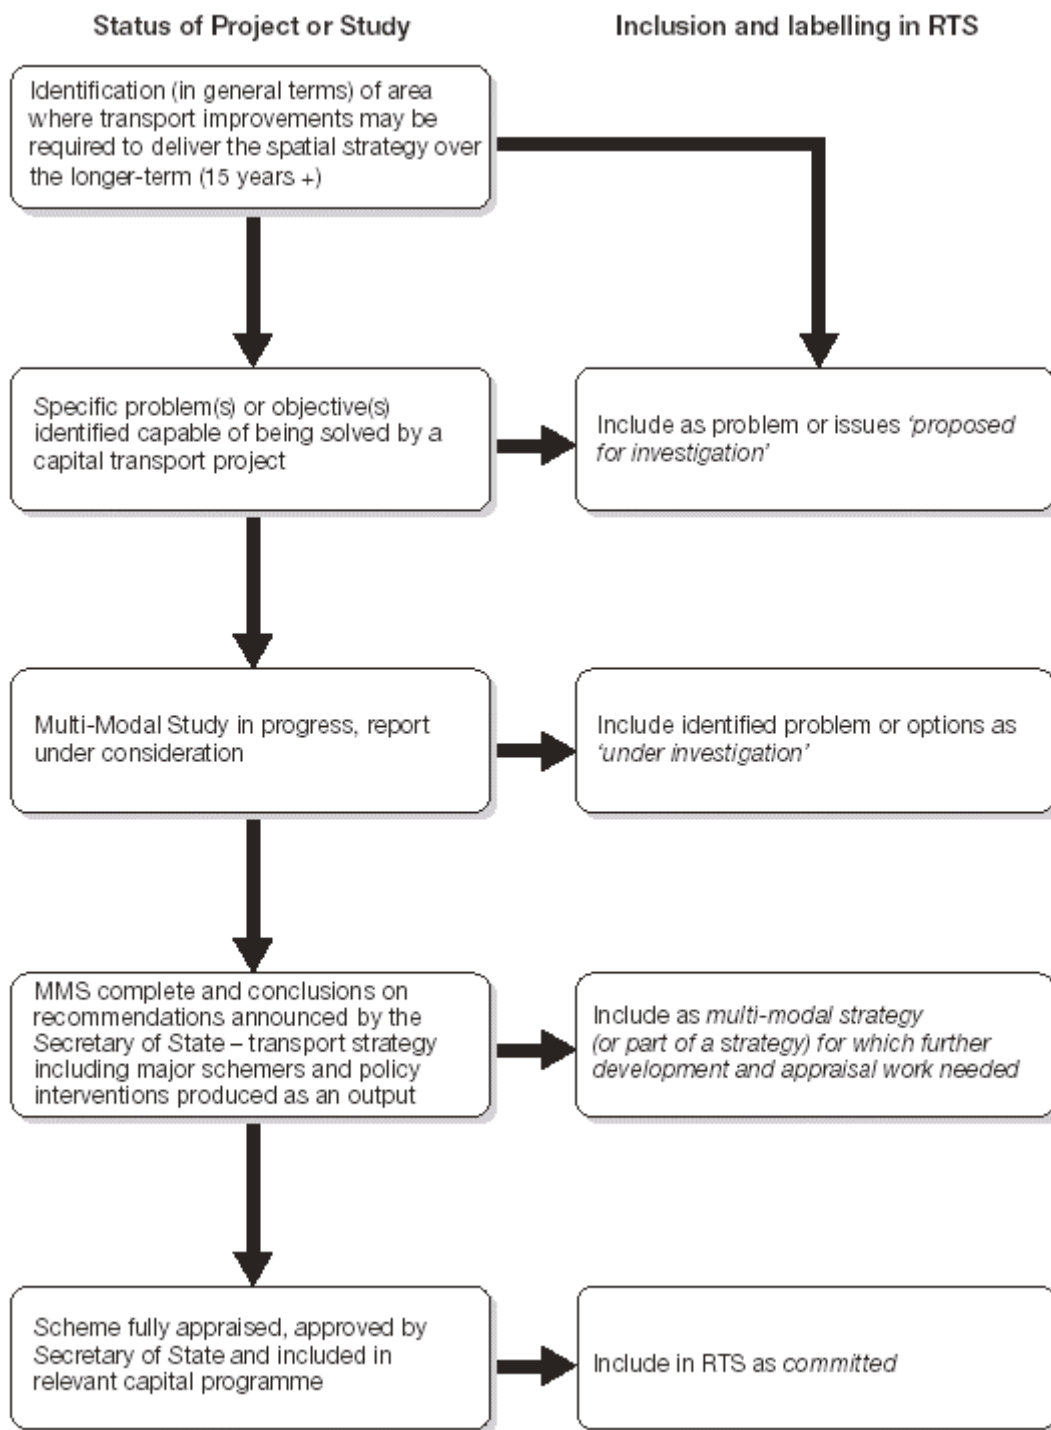 Status of Project or Study
Inclusion and labelling in RTS
Identification (in general terms) of area
where transport improvements may be
required to deliver the spatial strategy over
the longer-term (15 years +)
Specific problem(s) or objective(s)
identified capable of being solved by a
capital transport project
Include as problem or issues ‘proposed
for investigation’
Multi-Modal Study in progress, report
under consideration
Include identified problem or options as
‘under investigation’
MMS complete and conclusions on
recommendations announced by the
Secretary of State – transport strategy
including major schemers and policy
interventions produced as an output
Include as multi-modal strategy
(or part of a strategy) for which further
development and appraisal work needed
Scheme fully appraised, approved by
Secretary of State and included in
relevant capital programme
Include in RTS as committed